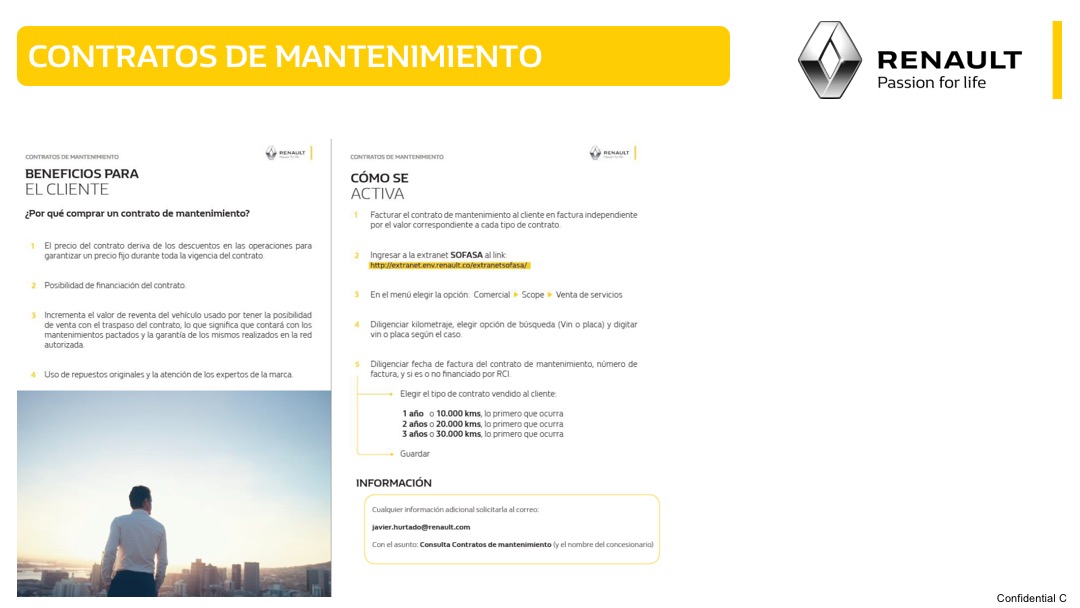 CONTRATOS DE MANTENIMIENTO
RENAULT
Passion for life
CONTRATOS DE MANTENIMIENTO
RENAULT
Passion for life
BENEFICIOS PARA
EL CLIENTE
¿Por qué comprar un contrato de mantenimiento?
1 El precio del contrato deriva de los descuentos en las operaciones para
garantizar un precio fijo durante toda la vigencia del contrato.
2 Posibilidad de financiación del contrato.
3 Incrementa el valor de reventa del vehículo usado por tener la posibilidad
de venta con el traspaso del contrato, lo que significa que contará con los
mantenimientos pactados y la garantía de los mismos realizados en la red
autorizada.
4 Uso de repuestos originales y la atención de los expertos de la marca.
CONTRATOS DE MANTENIMIENTO
RENAULT
Passion for life
CÓMO SE
ACTIVA
1 Facturar el contrato de mantenimiento al cliente en factura independiente
por el valor correspondiente a cada tipo de contrato.
2 Ingresar a la extranet SOFASA al link:
http://extranet.env.renault.co/extranetsofasa/
3 En el menú elegir la opción: Comercial ► Scope ► Venta de servicios
4 Diligenciar kilometraje, elegir opción de búsqueda (Vin o placa) y digitar
vin o placa según el caso.
5 Diligenciar fecha de factura del contrato de mantenimiento, número de
factura, y si es o no financiado por RCI.
Elegir el tipo de contrato vendido al cliente:
1 año o 10.000 kms, lo primero que ocurra
2 años o 20.000 kms, lo primero que ocurra
3 años o 30.000 kms, lo primero que ocurra
Guardar
INFORMACIÓN
Cualquier información adicional solicitarla al correo:
javier.hurtado@renault.com
Con el asunto: Consulta Contratos de mantenimiento (y el nombre del concesionario)
Confidential C